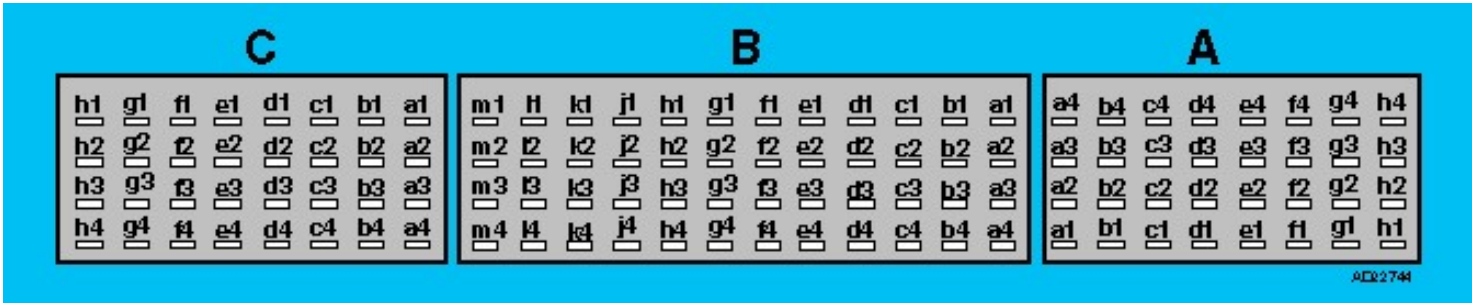 C B A
h1 g1 f1 e1 d1 c1 b1 a1 m1 l1 k1 j1 h1 g1 f1 e1 d1 c1 b1 a1 a4 b4 c4 d4 e4 f4 g4 h4
h2 g2 f2 e2 d2 c2 b2 a2 m2 l2 k2 j2 h2 g2 f2 e2 d2 c2 b2 a2 a3 b3 c3 d3 e3 f3 g3 h3
h3 g3 f3 e3 d3 c3 b3 a3 m3 l3 k3 j3 h3 g3 f3 e3 d3 c3 b3 a3 a2 b2 c2 d2 e2 f2 g2 h2
h4 g4 f4 e4 d4 c4 b4 a4 m4 l4 k4 j4 h4 g4 f4 e4 d4 c4 b4 a4 a1 b1 c1 d1 e1 f1 g1 h1